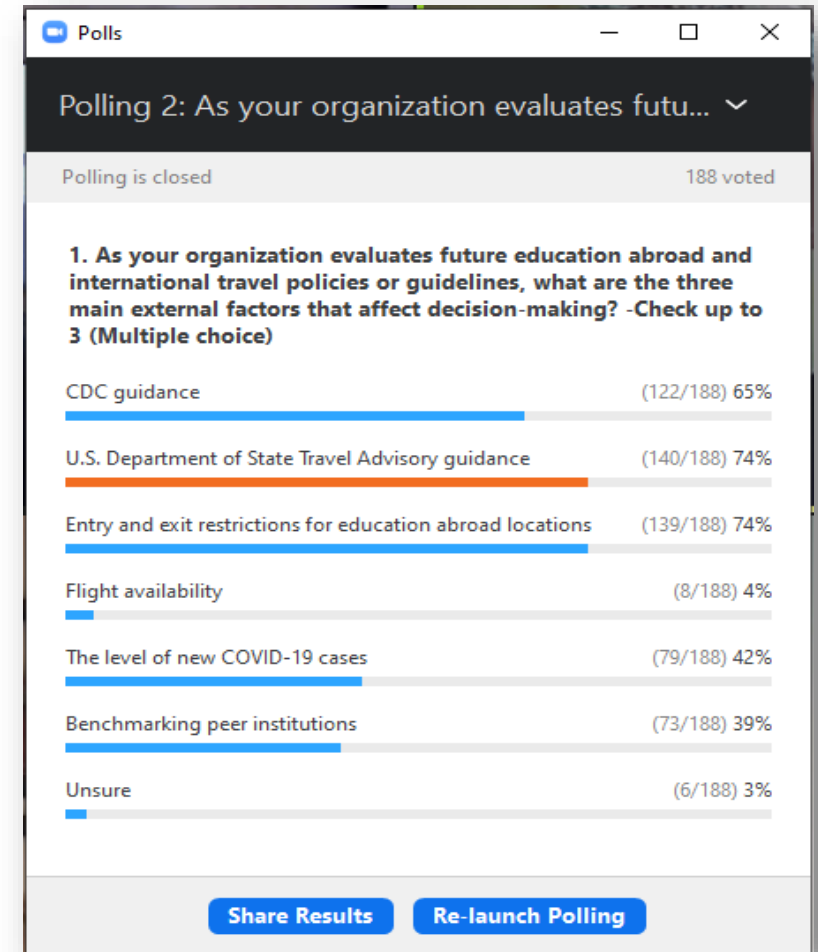 Polls
Polling 2: As your organization evaluates futu...
Polling is closed 188 voted
1. As your organization evaluates future education abroad and
international travel policies or guidelines, what are the three
main external factors that affect decision-making? -Check up to
3 (Multiple choice)
CDC guidance (122/188) 65%
U.S. Department of State Travel Advisory guidance (140/188) 74%
Entry and exit restrictions for education abroad locations (139/188) 74%
Flight availability (8/188) 4%
The level of new COVID-19 cases (79/188) 42%
Benchmarking peer institutions (73/188) 39%
Unsure (6/188) 3%
Share Results Re-launch Polling